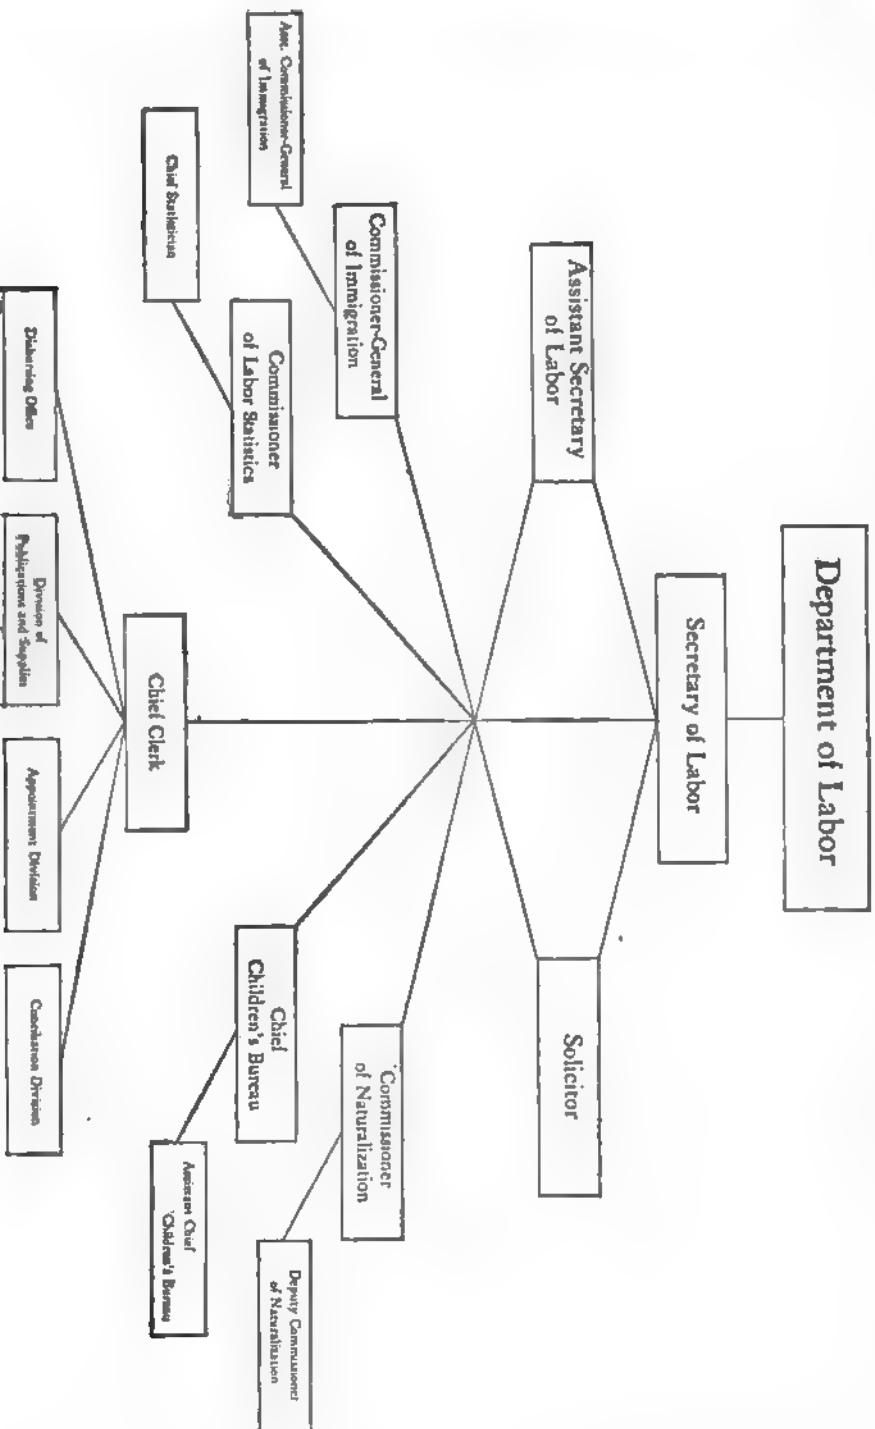 Department of Labor
Secretary of Labor
Assistant Secretary
of Labor
Solicitor
Commissioner-General
of Immigration
Commissioner
of Naturalization
Asst. Commissioner-General
of Immigration
Deputy Commissioner
of Naturalization
Commissioner
of Labor Statistics
Chief
Children's Bureau
Chief Statistician
Assistant Chief
Children's Bureau
Chief Clerk
Disbursing Office
Division of
Publications and Supplies
Appointment Division
Conciliation Division